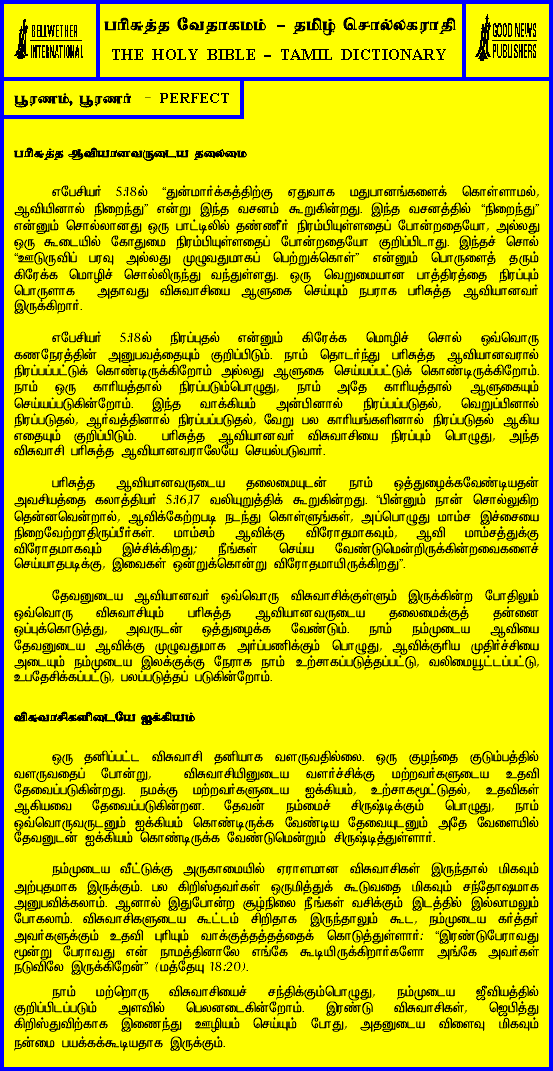 BELLWETHER
INTERNATIONAL
பரிசுத்த வேதாகமம் - தமிழ் சொல்லகராதி
THE HOLY BIBLE - TAMIL DICTIONARY
GOOD NEWS
PUBLISHERS
பூரணம், பூரணர் - PERFECT
பரிசுத்த ஆவியானவருடைய தலைமை
எபேசியர் 5:18ல் “துன்மார்க்கத்திற்கு ஏதுவாக மதுபானங்களைக் கொள்ளாமல்,
ஆவியினால் நிறைந்து” என்று இந்த வசனம் கூறுகின்றது. இந்த வசனத்தில் “நிறைந்து”
என்னும் சொல்லானது ஒரு பாட்டிலில் தண்ணீர் நிரம்பியுள்ளதைப் போன்றதையோ, அல்லது
ஒரு கூடையில் கோதுமை நிரம்பியுள்ளதைப் போன்றதையோ குறிப்பிடாது. இந்தச் சொல்
“ஊடுருவிப் பரவு அல்லது முழுவதுமாகப் பெற்றுக்கொள்” என்னும் பொருளைத் தரும்
கிரேக்க மொழிச் சொல்லிருந்து வந்துள்ளது. ஒரு வெறுமையான பாத்திரத்தை நிரப்பும்
பொருளாக அதாவது விசுவாசியை ஆளுகை செய்யும் நபராக பரிசுத்த ஆவியானவர்
இருக்கிறார்.
எபேசியர் 5:18ல் நிரப்புதல் என்னும் கிரேக்க மொழிச் சொல் ஒவ்வொரு
கணநேரத்தின் அனுபவத்தையும் குறிப்பிடும். நாம் தொடர்ந்து பரிசுத்த ஆவியானவரால்
நிரப்பப்பட்டுக் கொண்டிருக்கிறோம் அல்லது ஆளுகை செய்யப்பட்டுக் கொண்டிருக்கிறோம்.
நாம் ஒரு காரியத்தால் நிரப்படும்பொழுது, நாம் அதே காரியத்தால் ஆளுகையும்
செய்யப்படுகின்றோம். இந்த வாக்கியம் அன்பினால் நிரப்பப்படுதல், வெறுப்பினால்
நிரப்படுதல், ஆர்வத்தினால் நிரப்பப்படுதல், வேறு பல காரியங்களினால் நிரப்படுதல் ஆகிய
எதையும் குறிப்பிடும். பரிசுத்த ஆவியானவர் விசுவாசியை நிரப்பும் பொழுது, அந்த
விசுவாசி பரிசுத்த ஆவியானவராலேயே செயல்படுவார்.
பரிசுத்த ஆவியானவருடைய தலைமையுடன் நாம் ஒத்துழைக்கவேண்டியதன்
அவசியத்தை கலாத்தியர் 5:16,17 வலியுறுத்திக் கூறுகின்றது. “பின்னும் நான் சொல்லுகிற
தென்னவென்றால், ஆவிக்கேற்றபடி நடந்து கொள்ளுங்கள், அப்பொழுது மாம்ச இச்சையை
நிறைவேற்றாதிருப்பீர்கள். மாம்சம் ஆவிக்கு விரோதமாகவும், ஆவி மாம்சத்துக்கு
விரோதமாகவும் இச்சிக்கிறது; நீங்கள் செய்ய வேண்டுமென்றிருக்கின்றவைகளைச்
செய்யாதபடிக்கு, இவைகள் ஒன்றுக்கொன்று விரோதமாயிருக்கிறது”.
தேவனுடைய ஆவியானவர் ஒவ்வொரு விசுவாசிக்குள்ளும் இருக்கின்ற போதிலும்
ஒவ்வொரு விசுவாசியும் பரிசுத்த ஆவியானவருடைய தலைமைக்குத் தன்னை
ஒப்புக்கொடுத்து, அவருடன் ஒத்துழைக்க வேண்டும். நாம் நம்முடைய ஆவியை
தேவனுடைய ஆவிக்கு முழுவதுமாக அர்ப்பணிக்கும் பொழுது, ஆவிக்குரிய முதிர்ச்சியை
அடையும் நம்முடைய இலக்குக்கு நேராக நாம் உற்சாகப்படுத்தப்பட்டு, வலிமையூட்டப்பட்டு,
உபதேசிக்கப்பட்டு, பலப்படுத்தப் படுகின்றோம்.
விசுவாசிகளிடையே ஐக்கியம்
ஒரு தனிப்பட்ட விசுவாசி தனியாக வளருவதில்லை. ஒரு குழந்தை குடும்பத்தில்
வளருவதைப் போன்று, விசுவாசியினுடைய வளர்ச்சிக்கு மற்றவர்களுடைய உதவி
தேவைப்படுகின்றது. நமக்கு மற்றவர்களுடைய ஐக்கியம், உற்சாகமூட்டுதல், உதவிகள்
ஆகியவை தேவைப்படுகின்றன. தேவன் நம்மைச் சிருஷ்டிக்கும் பொழுது, நாம்
ஒவ்வொருவருடனும் ஐக்கியம் கொண்டிருக்க வேண்டிய தேவையுடனும் அதே வேளையில்
தேவனுடன் ஐக்கியம் கொண்டிருக்க வேண்டுமென்றும் சிருஷ்டித்துள்ளார்.
நம்முடைய வீட்டுக்கு அருகாமையில் ஏராளமான விசுவாசிகள் இருந்தால் மிகவும்
அற்புதமாக இருக்கும். பல கிறிஸ்தவர்கள் ஒருமித்துக் கூடுவதை மிகவும் சந்தோஷமாக
அனுபவிக்கலாம். ஆனால் இதுபோன்ற சூழ்நிலை நீங்கள் வசிக்கும் இடத்தில் இல்லாமலும்
போகலாம். விசுவாசிகளுடைய கூட்டம் சிறிதாக இருந்தாலும் கூட, நம்முடைய கர்த்தர்
அவர்களுக்கும் உதவி புரியும் வாக்குத்தத்தத்தைக் கொடுத்துள்ளார்: “இரண்டுபேராவது
மூன்று பேராவது என் நாமத்தினாலே எங்கே கூடியிருக்கிறார்களோ அங்கே அவர்கள்
நடுவிலே இருக்கிறேன்” (மத்தேயு 18:20).
நாம் மற்றொரு விசுவாசியைச் சந்திக்கும்பொழுது, நம்முடைய ஜீவியத்தில்
குறிப்பிடப்படும் அளவில் பெலனடைகின்றோம். இரண்டு விசுவாசிகள், ஜெபித்து
கிறிஸ்துவிற்காக இணைந்து ஊழியம் செய்யும் போது, அதனுடைய விளைவு மிகவும்
நன்மை பயக்கக்கூடியதாக இருக்கும்.